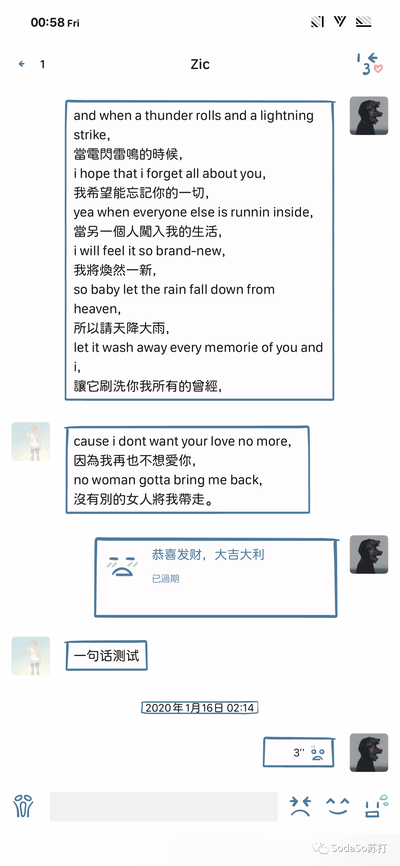 00:58 Fri
1
Zic
3
and when a thunder rolls and a lightning
strike,
當電閃雷鳴的時候,
i hope that i forget all about you,
我希望能忘記你的一切,
yea when everyone else is runnin inside,
當另一個人闖入我的生活,
i will feel it so brand-new,
我將煥然一新,
so baby let the rain fall down from
heaven,
所以請天降大雨,
let it wash away every memorie of you and
i,
讓它刷洗你我所有的曾經,
cause i dont want your love no more,
因為我再也不想愛你,
no woman gotta bring me back,
沒有別的女人將我帶走。
恭喜发财，大吉大利
已過期
一句话测试
2020年1月16日 02:14
3''
SodaSo苏打